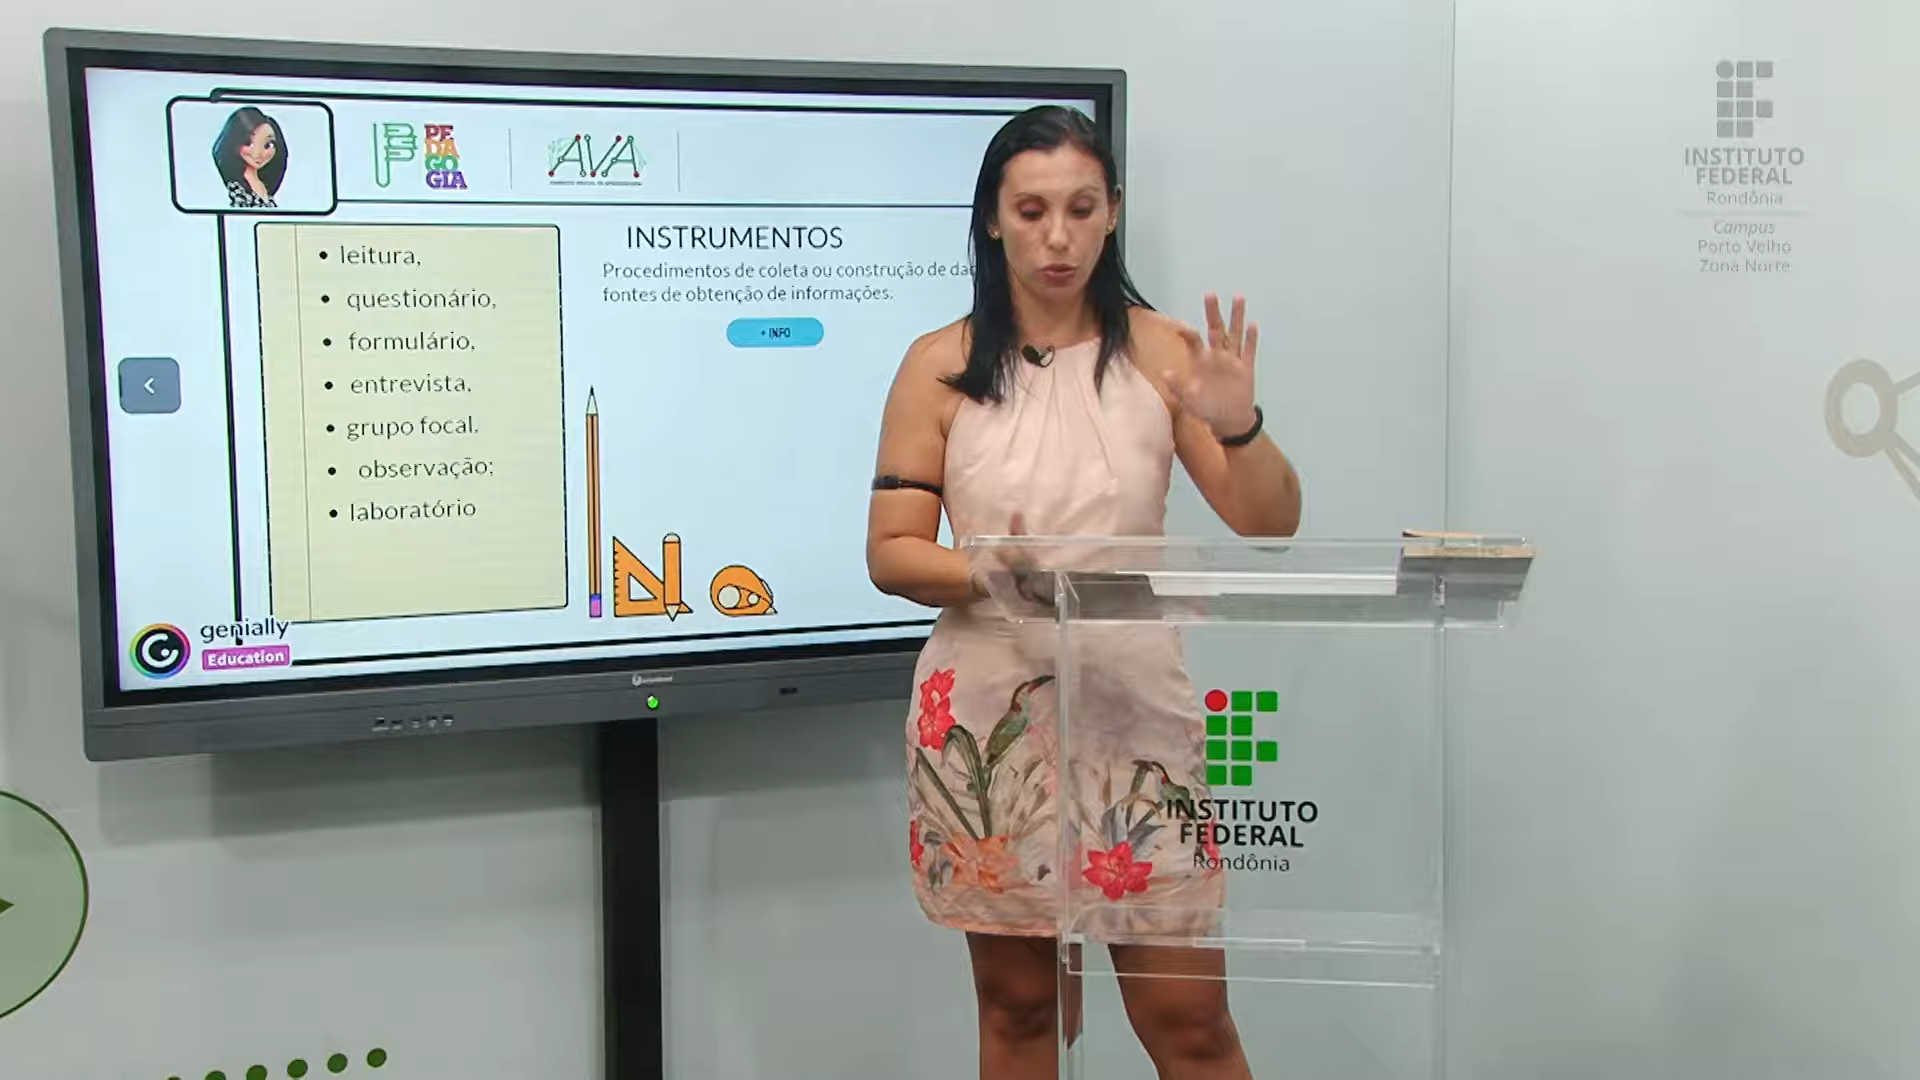 PE
DA
GO
GIA
AVA
• leitura,
• questionário,
• formulário,
• entrevista,
• grupo focal.
• observação;
• laboratório
INSTRUMENTOS
Procedimentos de coleta ou construção de
fontes de obtenção de informações.
+ INFO
genially
Education
INSTITUTO
FEDERAL
Rondônia
Campus
Porto Velho
Zona Norte
INSTITUTO
FEDERAL
Rondônia